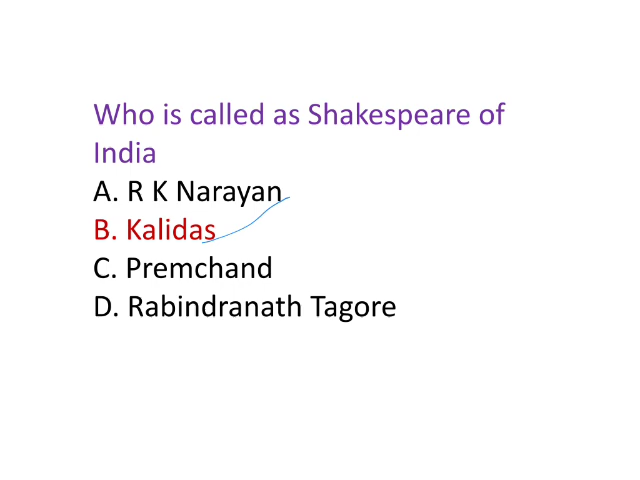 Who is called as Shakespeare of
India
A. R K Narayan
B. Kalidas
C. Premchand
D. Rabindranath Tagore